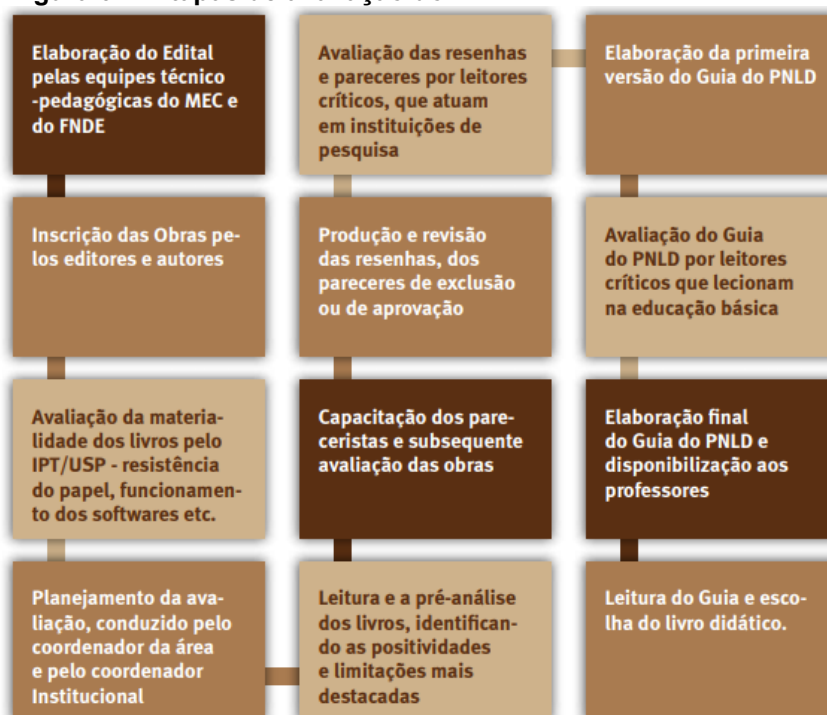 Elaboração do Edital
pelas equipes técnico
-pedagógicas do MEC e
do FNDE
Inscrição das Obras pe-
los editores e autores
Avaliação da materia-
lidade dos livros pelo
IPT/USP - resistência
do papel, funcionamen-
to dos softwares etc.
Planejamento da ava-
liação, conduzido pelo
coordenador da área
e pelo coordenador
Institucional
Leitura e a pré-análise
dos livros, identifican-
do as positividades
e limitações mais
destacadas
Capacitação dos pare-
ceristas e subsequente
avaliação das obras
Produção e revisão
das resenhas, dos
pareceres de exclusão
ou de aprovação
Avaliação das resenhas
e pareceres por leitores
críticos, que atuam
em instituições de
pesquisa
Elaboração da primeira
versão do Guia do PNLD
Avaliação do Guia
do PNLD por leitores
críticos que lecionam
na educação básica
Elaboração final
do Guia do PNLD e
disponibilização aos
professores
Leitura do Guia e esco-
lha do livro didático.